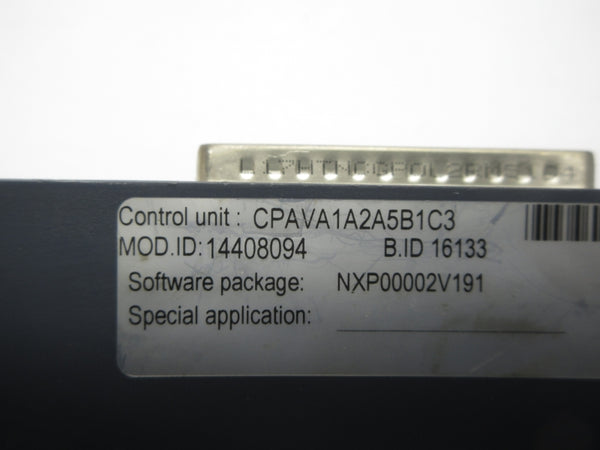 Control unit : CPAVA1A2A5B1C3
MOD.ID:14408094 B.ID 16133
Software package: NXP00002V191
Special application: